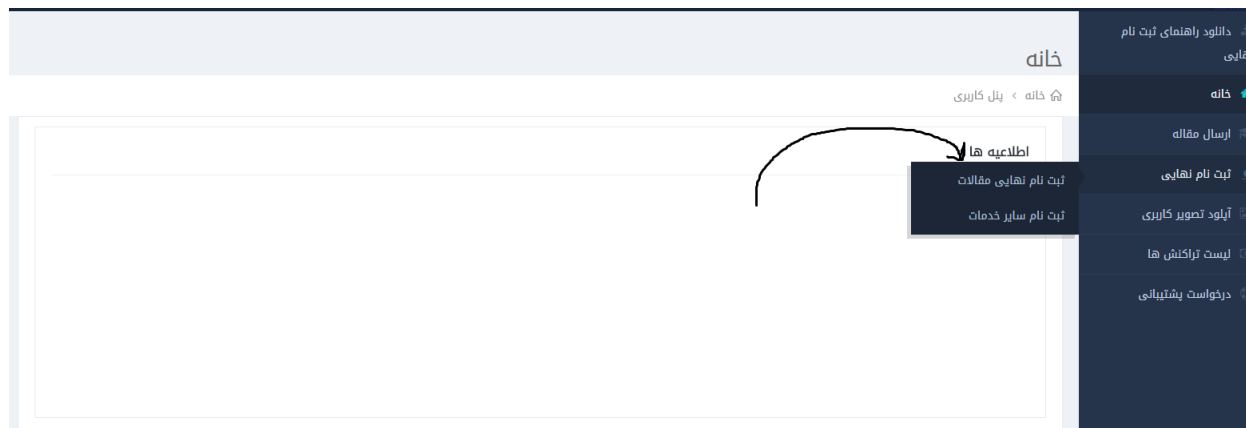 دانلود راهنمای ثبت نام
خانه
ارسال مقاله
ثبت نام نهایی
آپلود تصویر کاربری
لیست تراکنش ها
درخواست پشتیبانی
خانه
خانه > پنل کاربری
اطلاعیه ها
ثبت نام نهایی مقالات
ثبت نام سایر خدمات